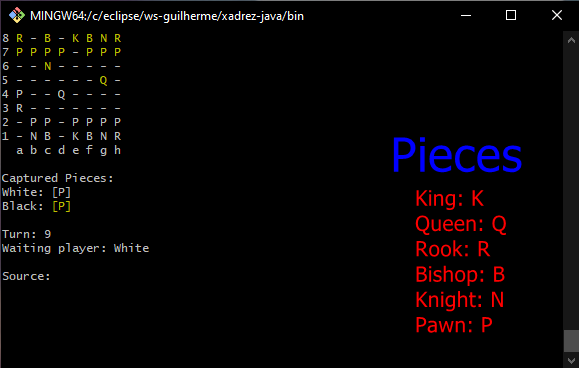 MINGW64:/c/eclipse/ws-guilherme/xadrez-java/bin
8 R - B - K B N R
7 P P P P - P P P
6 - - N - - - - -
5 - - - - - - Q -
4 P - - Q - - - -
3 R - - - - - - -
2 - P P - P P P P
1 - N B - K B N R
a b c d e f g h
Captured Pieces:
White: [P]
Black: [P]
Turn: 9
Waiting player: White
Source:
Pieces
King: K
Queen: Q
Rook: R
Bishop: B
Knight: N
Pawn: P